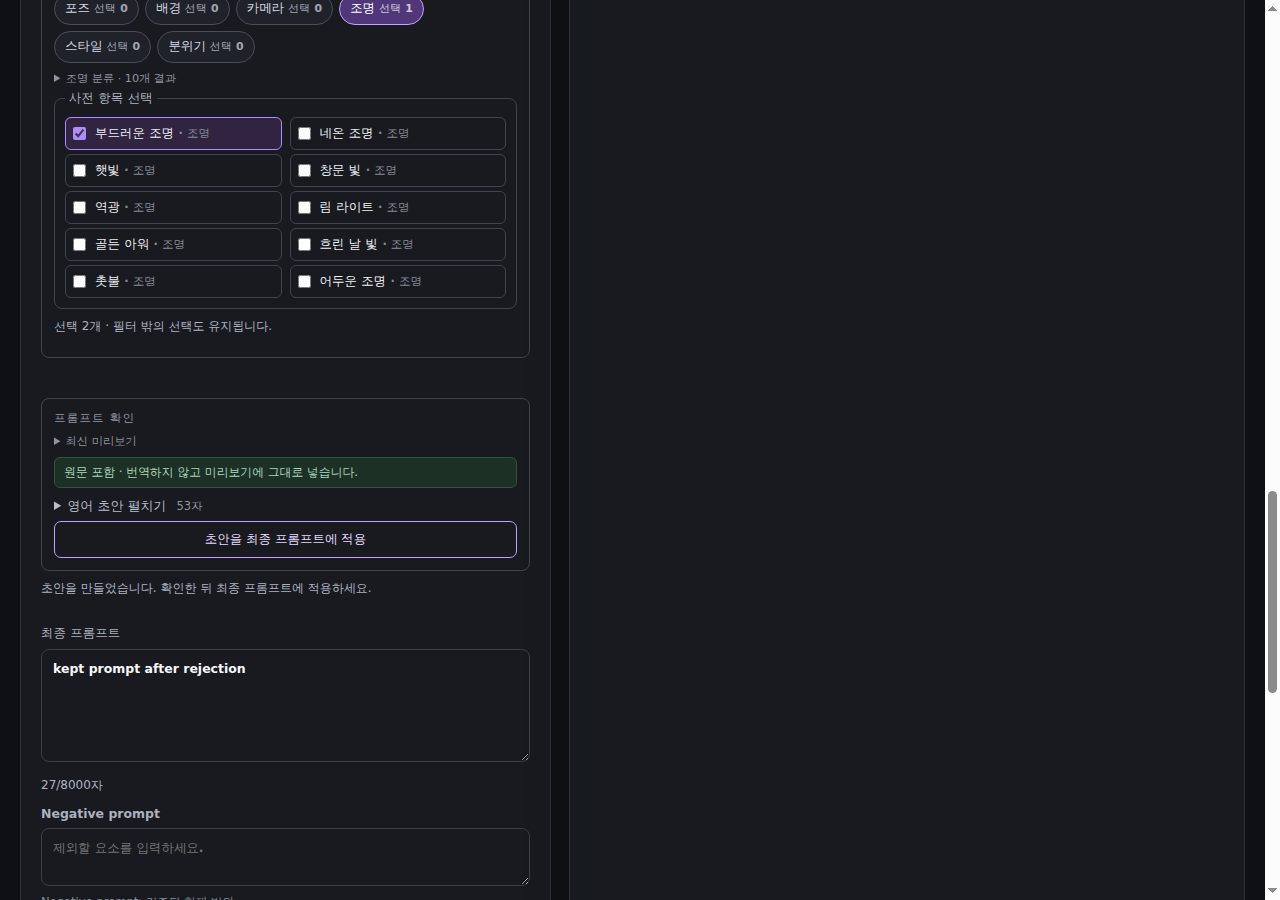 포즈 선택 0 배경 선택 0 카메라 선택 0 조명 선택 1
스타일 선택 0 분위기 선택 0
▶ 조명 분류 · 10개 결과
사전 항목 선택
부드러운 조명 · 조명 네온 조명 · 조명
햇빛 · 조명 창문 빛 · 조명
역광 · 조명 림 라이트 · 조명
골든 아워 · 조명 흐린 날 빛 · 조명
촛불 · 조명 어두운 조명 · 조명
선택 2개 · 필터 밖의 선택도 유지됩니다.
프롬프트 확인
▶ 최신 미리보기
원문 포함 · 번역하지 않고 미리보기에 그대로 넣습니다.
▶ 영어 초안 펼치기 53자
초안을 최종 프롬프트에 적용
초안을 만들었습니다. 확인한 뒤 최종 프롬프트에 적용하세요.
최종 프롬프트
kept prompt after rejection
27/8000자
Negative prompt
제외할 요소를 입력하세요.